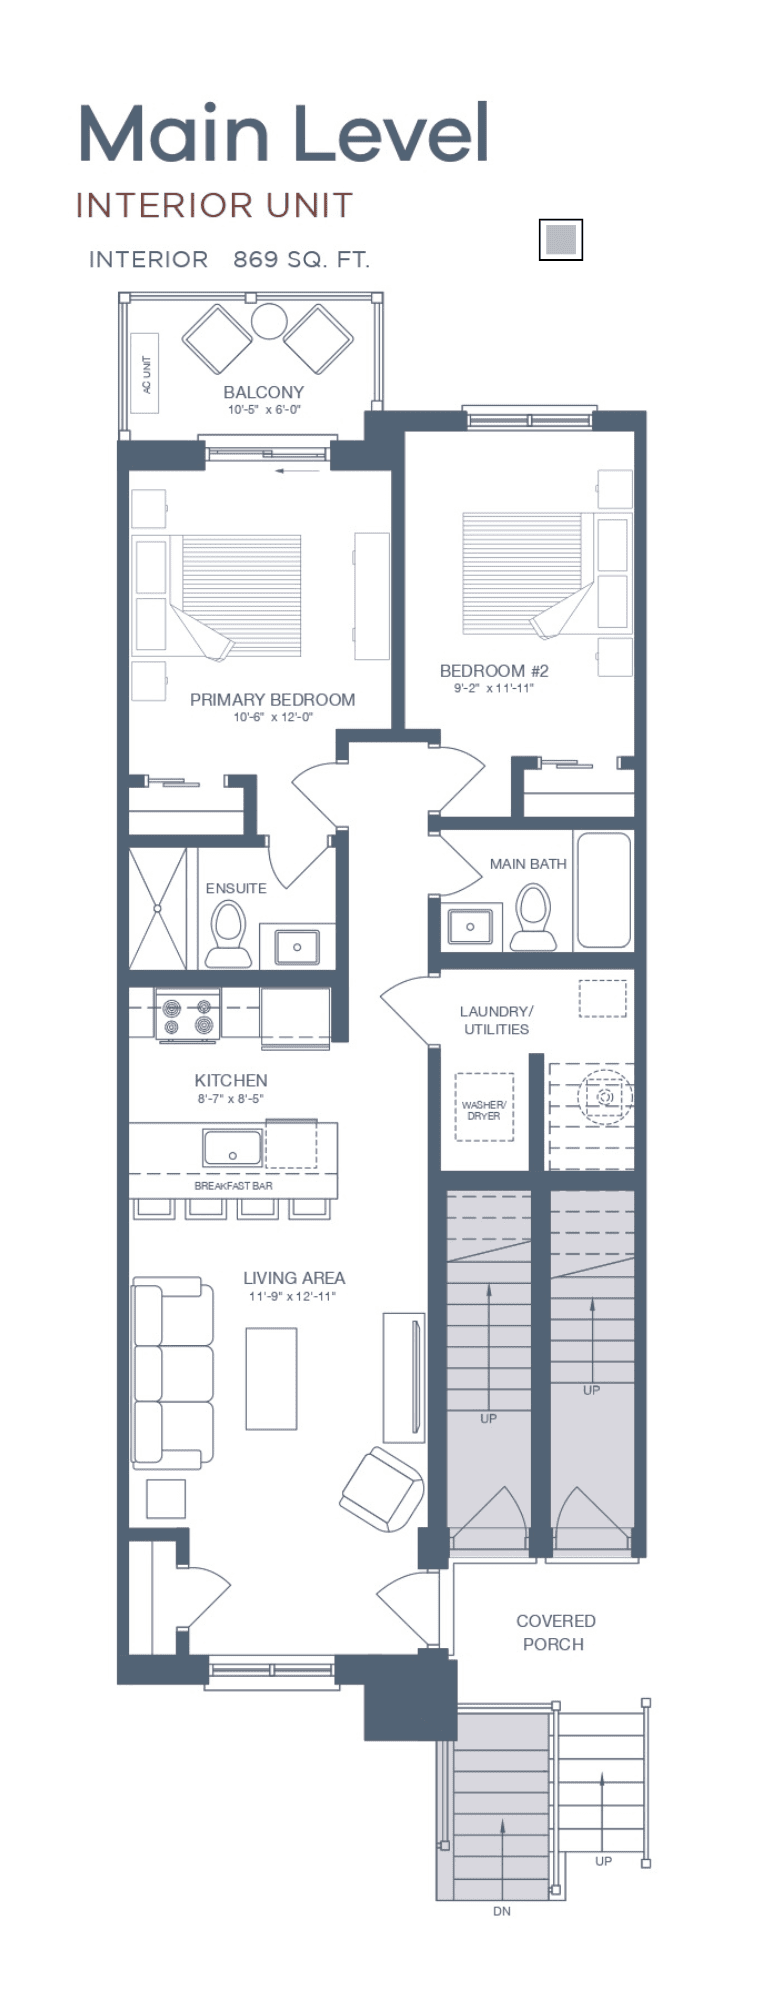 Main Level
INTERIOR UNIT
INTERIOR 869 SQ. FT.
AC UNIT
BALCONY
10'-5" x 6'-0"
BEDROOM #2
9'-2" x 11'-11"
PRIMARY BEDROOM
10'-6" x 12'-0"
MAIN BATH
ENSUITE
LAUNDRY/
UTILITIES
KITCHEN
8'-7" x 8'-5"
WASHER/
DRYER
BREAKFAST BAR
LIVING AREA
11'-9" x 12'-11"
UP
UP
COVERED
PORCH
UP
DN